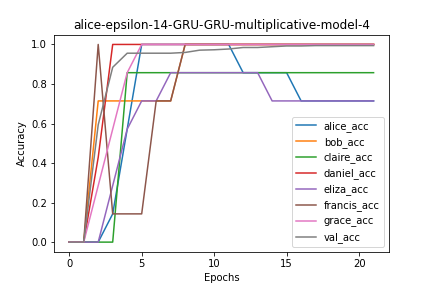 alice-epsilon-14-GRU-GRU-multiplicative-model-4
1.0
0.8
0.6
0.4
0.2
0.0
Accuracy
0
5
10
15
20
Epochs
alice_acc
bob_acc
claire_acc
daniel_acc
eliza_acc
francis_acc
grace_acc
val_acc